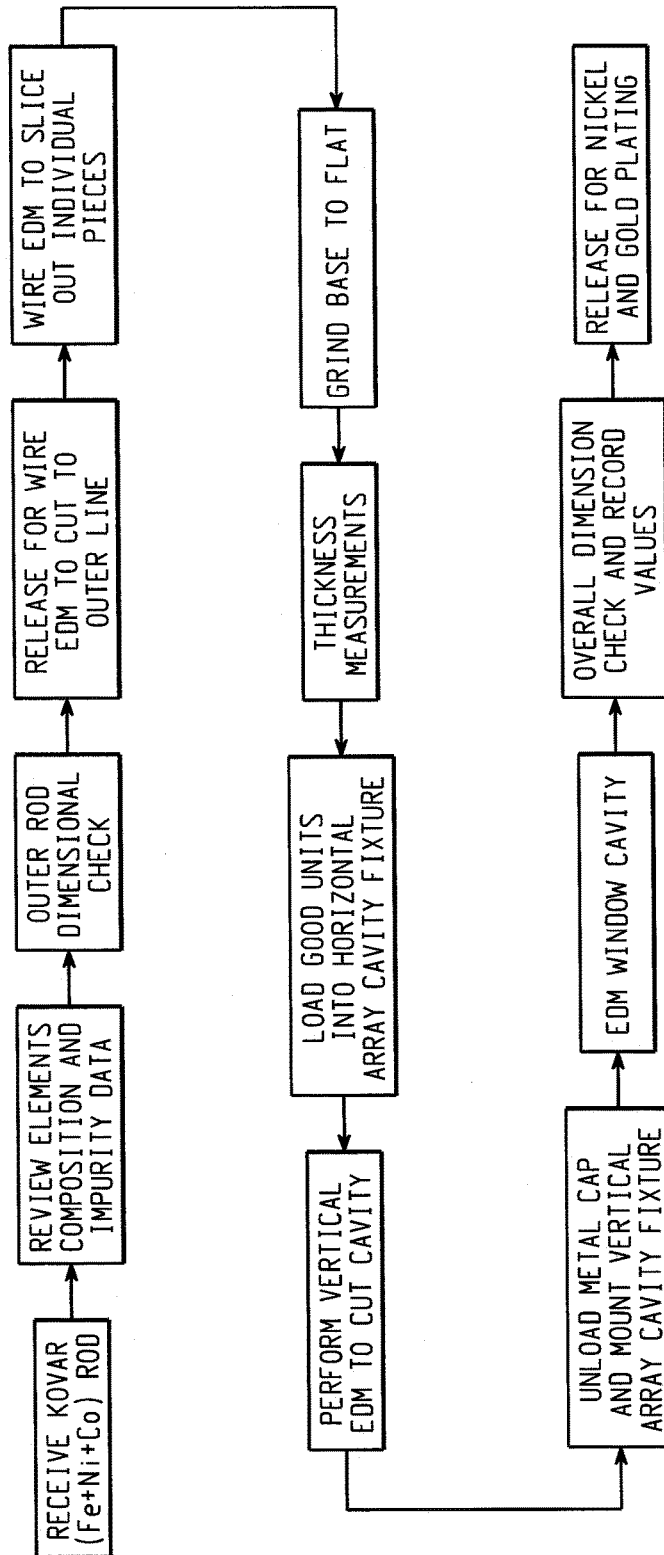 RECEIVE KOVAR
(Fe+Ni+Co) ROD
REVIEW ELEMENTS
COMPOSITION AND
IMPURITY DATA
OUTER ROD
DIMENSIONAL
CHECK
RELEASE FOR WIRE
EDM TO CUT TO
OUTER LINE
WIRE EDM TO SLICE
OUT INDIVIDUAL
PIECES
GRIND BASE TO FLAT
THICKNESS
MEASUREMENTS
LOAD GOOD UNITS
INTO HORIZONTAL
ARRAY CAVITY FIXTURE
PERFORM VERTICAL
EDM TO CUT CAVITY
UNLOAD METAL CAP
AND MOUNT VERTICAL
ARRAY CAVITY FIXTURE
EDM WINDOW CAVITY
OVERALL DIMENSION
CHECK AND RECORD
VALUES
RELEASE FOR NICKEL
AND GOLD PLATING